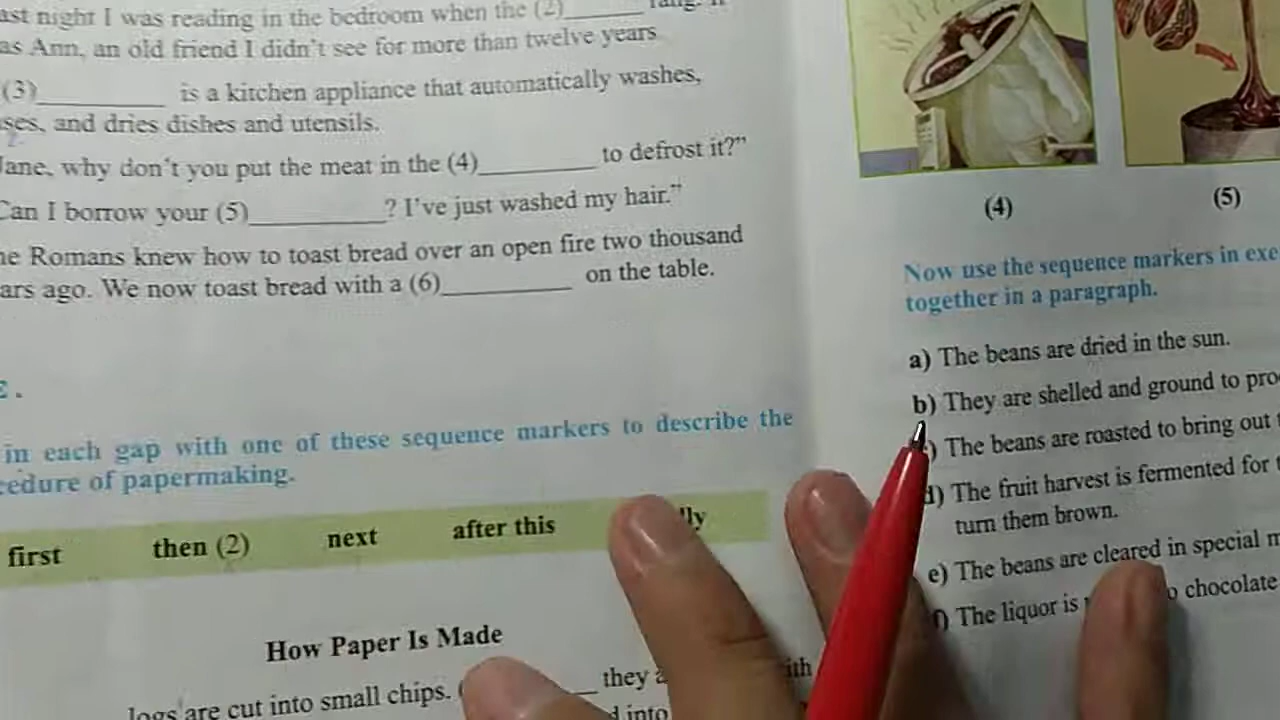 ast night I was reading in the bedroom when the (2)______ rang. It
as Ann, an old friend I didn't see for more than twelve years
(3)__________ is a kitchen appliance that automatically washes,
ses, and dries dishes and utensils.
Jane, why don't you put the meat in the (4)_________ to defrost it?"
Can I borrow your (5)__________? I've just washed my hair."
he Romans knew how to toast bread over an open fire two thousand
ars ago. We now toast bread with a (6)__________ on the table.
in each gap with one of these sequence markers to describe the
cedure of papermaking.
first then (2) next after this lly
How Paper Is Made
logs are cut into small chips. ( ______ they a ith
d into
(4) (5)
Now use the sequence markers in exe
together in a paragraph.
a) The beans are dried in the sun.
b) They are shelled and ground to pro
) The beans are roasted to bring out
d) The fruit harvest is fermented for
turn them brown.
e) The beans are cleared in special m
f) The liquor is o chocolate